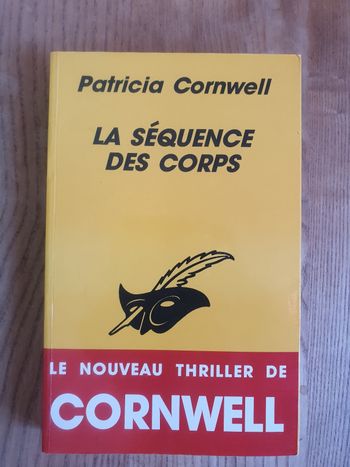 Patricia Cornwell
LA SÉQUENCE
DES CORPS
LE NOUVEAU THRILLER DE
CORNWELL